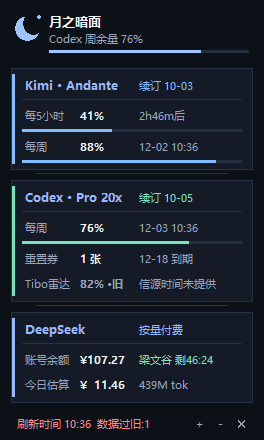 月之暗面
Codex 周余量 76%
Kimi · Andante 续订 10-03
每5小时 41% 2h46m后
每周 88% 12-02 10:36
Codex · Pro 20x 续订 10-05
每周 76% 12-03 10:36
重置券 1 张 12-18 到期
Tibo雷达 82% ·旧 信源时间未提供
DeepSeek 按量付费
账号余额 ¥107.27 梁文谷 剩46:24
今日估算 ¥ 11.46 439M tok
刷新时间 10:36 数据过旧:1 + - ×